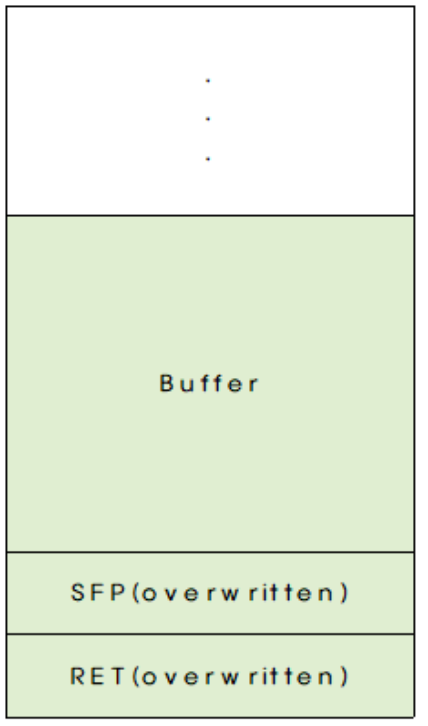 .
.
.
Buffer
SFP(overwritten)
RET(overwritten)